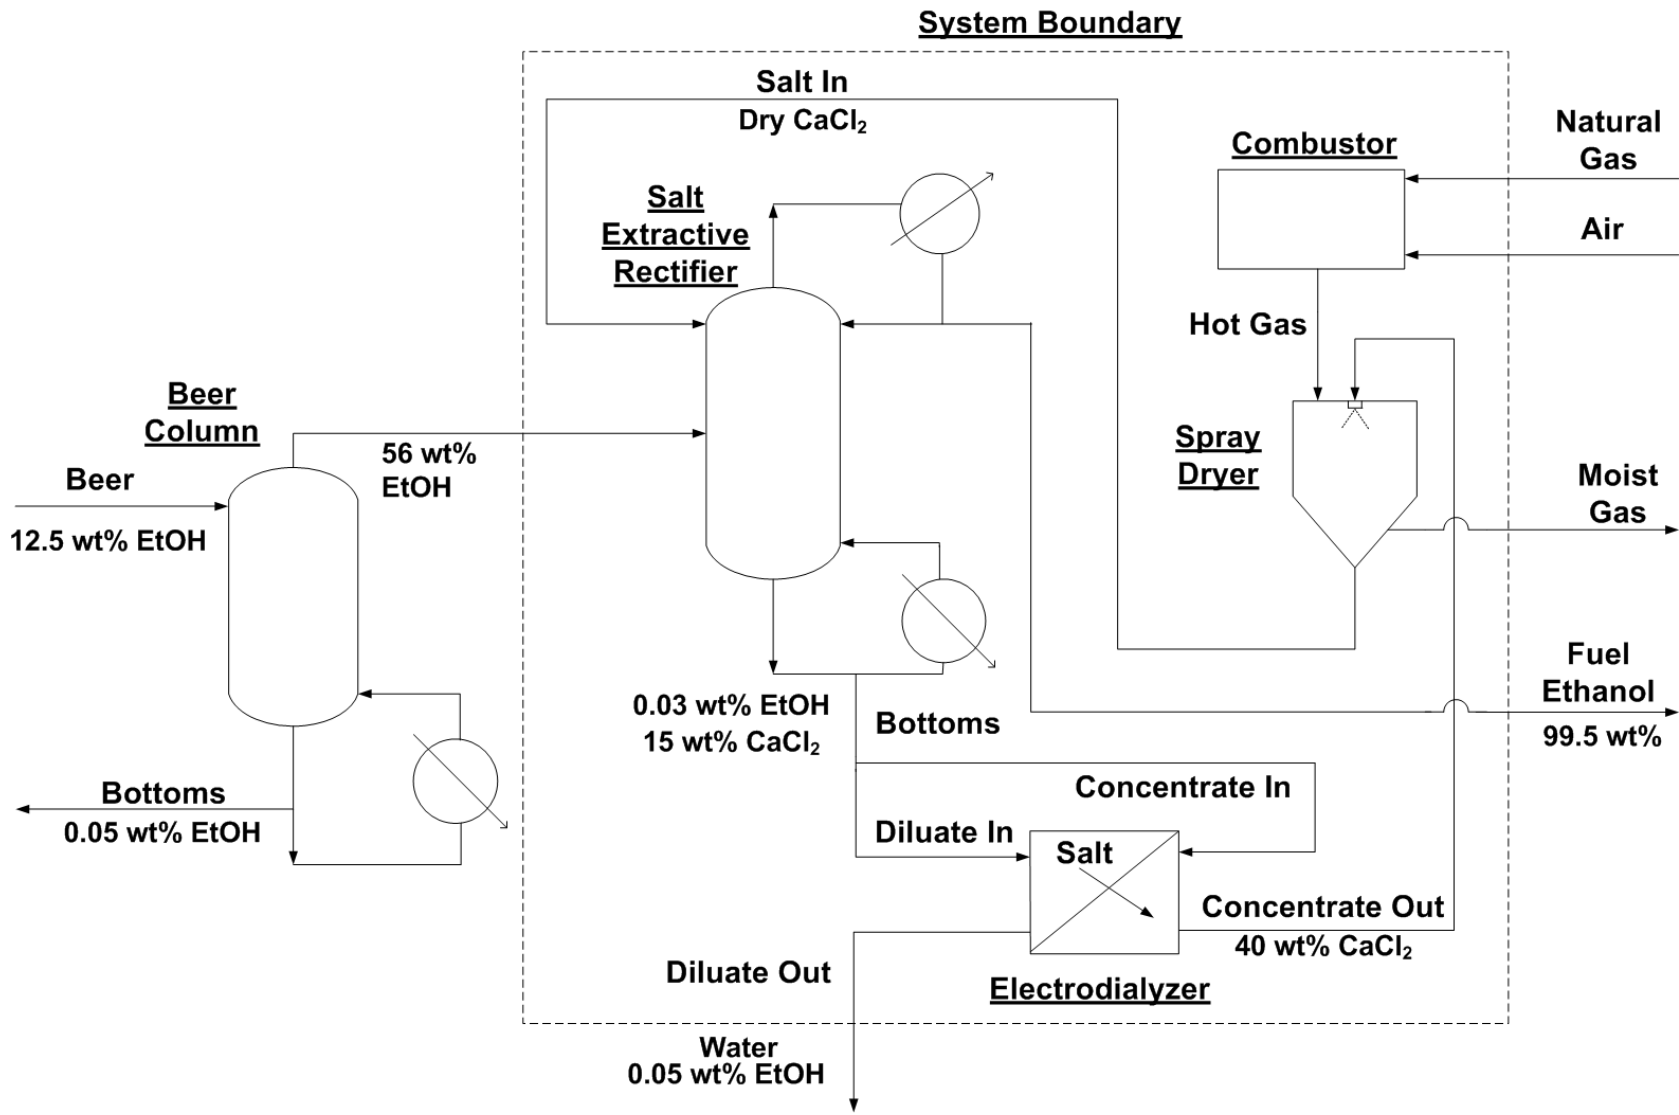 System Boundary
Salt In
Dry CaCl₂
Natural
Gas
Combustor
Air
Salt
Extractive
Rectifier
Hot Gas
Beer
Column
56 wt%
EtOH
Beer
12.5 wt% EtOH
Spray
Dryer
Moist
Gas
Fuel
Ethanol
99.5 wt%
0.03 wt% EtOH
15 wt% CaCl₂
Bottoms
Bottoms
0.05 wt% EtOH
Concentrate In
Diluate In
Salt
Concentrate Out
40 wt% CaCl₂
Diluate Out
Electrodialyzer
Water
0.05 wt% EtOH